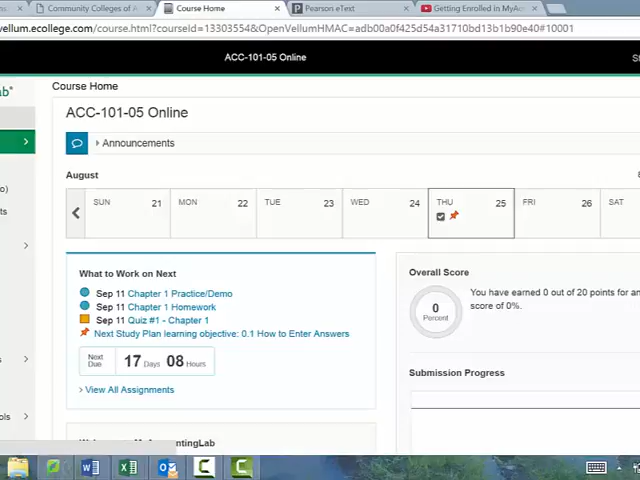 Community Colleges of A
Course Home
Pearson eText
Getting Enrolled in MyAc
vellum.ecollege.com/course.html?courseId=13303554&OpenVellumHMAC=adb00a0f425d54a31710bd13b1b90e40#10001
ACC-101-05 Online
St
ab
Course Home
ACC-101-05 Online
Announcements
August
SUN 21 MON 22 TUE 23 WED 24 THU 25 FRI 26 SAT
What to Work on Next
Sep 11 Chapter 1 Practice/Demo
Sep 11 Chapter 1 Homework
Sep 11 Quiz #1 - Chapter 1
Next Study Plan learning objective: 0.1 How to Enter Answers
Next Due 17 Days 08 Hours
View All Assignments
Overall Score
0 Percent
You have earned 0 out of 20 points for an
score of 0%.
Submission Progress